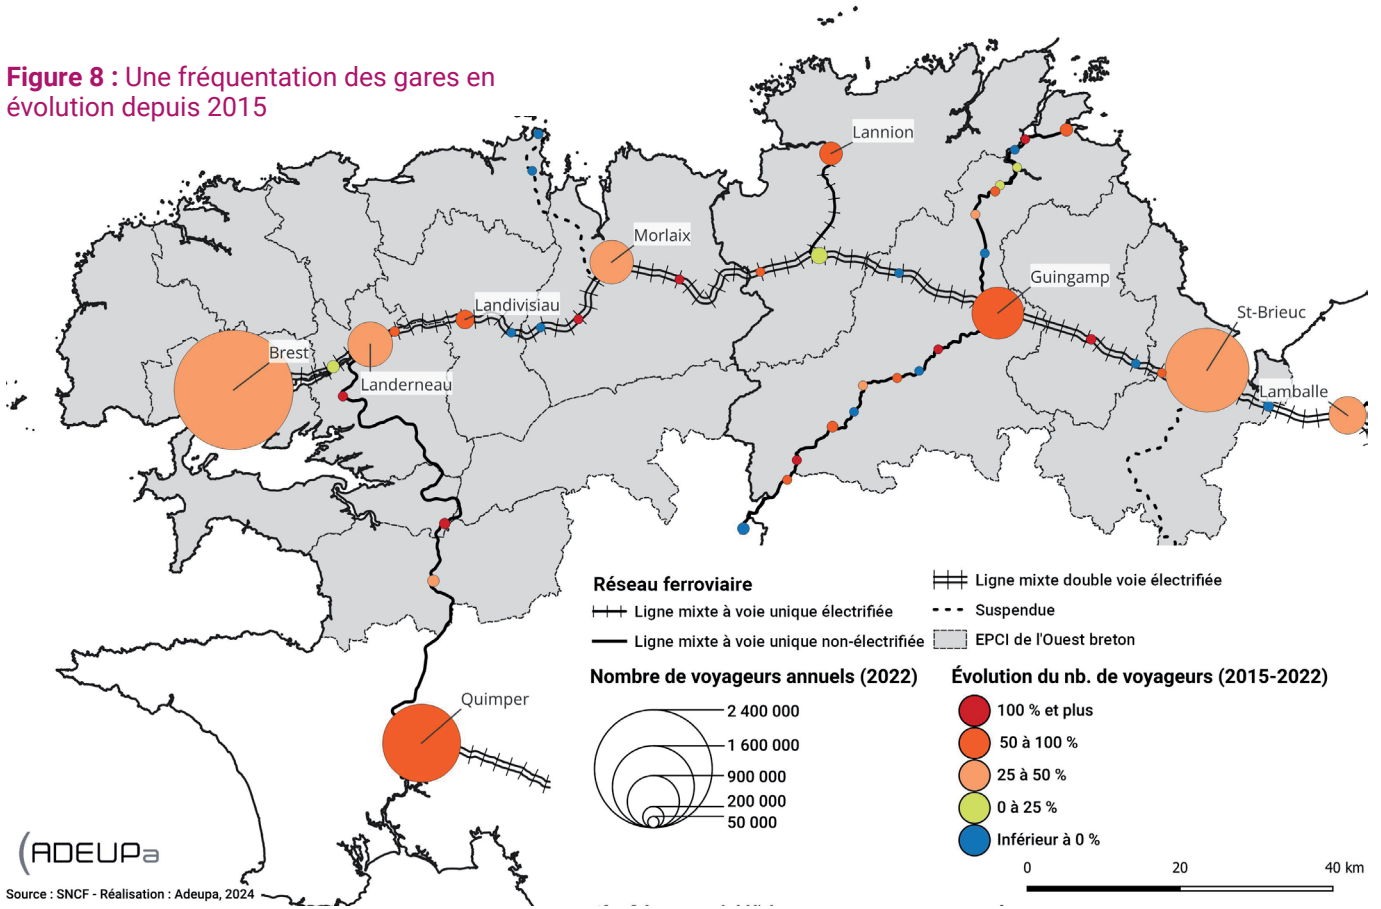 Figure 8 : Une fréquentation des gares en
évolution depuis 2015
Lannion
Morlaix
Guingamp
Landivisiau
St-Brieuc
Brest
Landerneau
Lamballe
Quimper
Réseau ferroviaire
Ligne mixte à voie unique électrifiée
Ligne mixte à voie unique non-électrifiée
Ligne mixte double voie électrifiée
Suspendue
EPCI de l'Ouest breton
Nombre de voyageurs annuels (2022)
2 400 000
1 600 000
900 000
200 000
50 000
Évolution du nb. de voyageurs (2015-2022)
100 % et plus
50 à 100 %
25 à 50 %
0 à 25 %
Inférieur à 0 %
0 20 40 km
ADEUPa
Source : SNCF - Réalisation : Adeupa, 2024